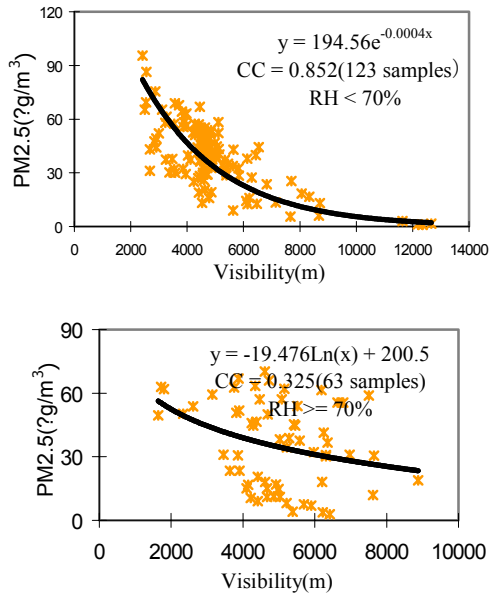 120
90
60
30
0
PM2.5(?g/m3)
y = 194.56e-0.0004x
CC = 0.852(123 samples)
RH < 70%
0 2000 4000 6000 8000 10000 12000 14000
Visibility(m)
90
60
30
0
PM2.5(?g/m3)
y = -19.476Ln(x) + 200.5
CC = 0.325(63 samples)
RH >= 70%
0 2000 4000 6000 8000 10000
Visibility(m)